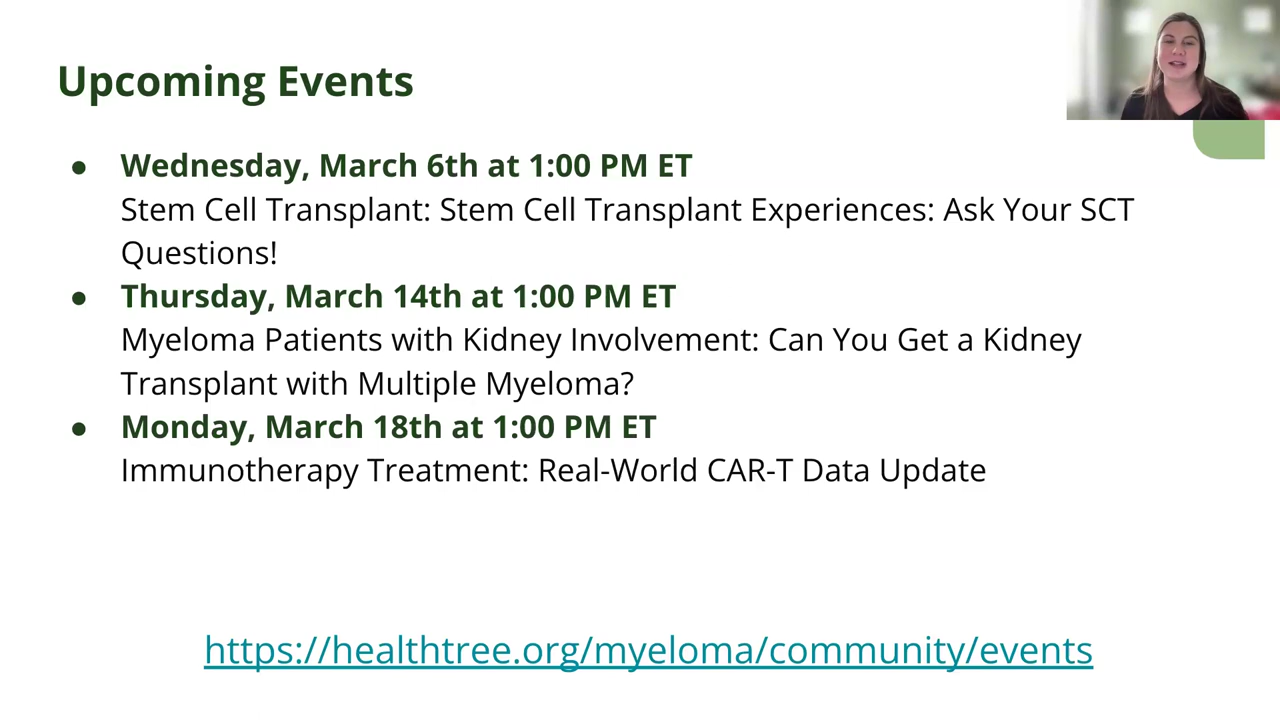 Upcoming Events
● Wednesday, March 6th at 1:00 PM ET
Stem Cell Transplant: Stem Cell Transplant Experiences: Ask Your SCT
Questions!
● Thursday, March 14th at 1:00 PM ET
Myeloma Patients with Kidney Involvement: Can You Get a Kidney
Transplant with Multiple Myeloma?
● Monday, March 18th at 1:00 PM ET
Immunotherapy Treatment: Real-World CAR-T Data Update
https://healthtree.org/myeloma/community/events